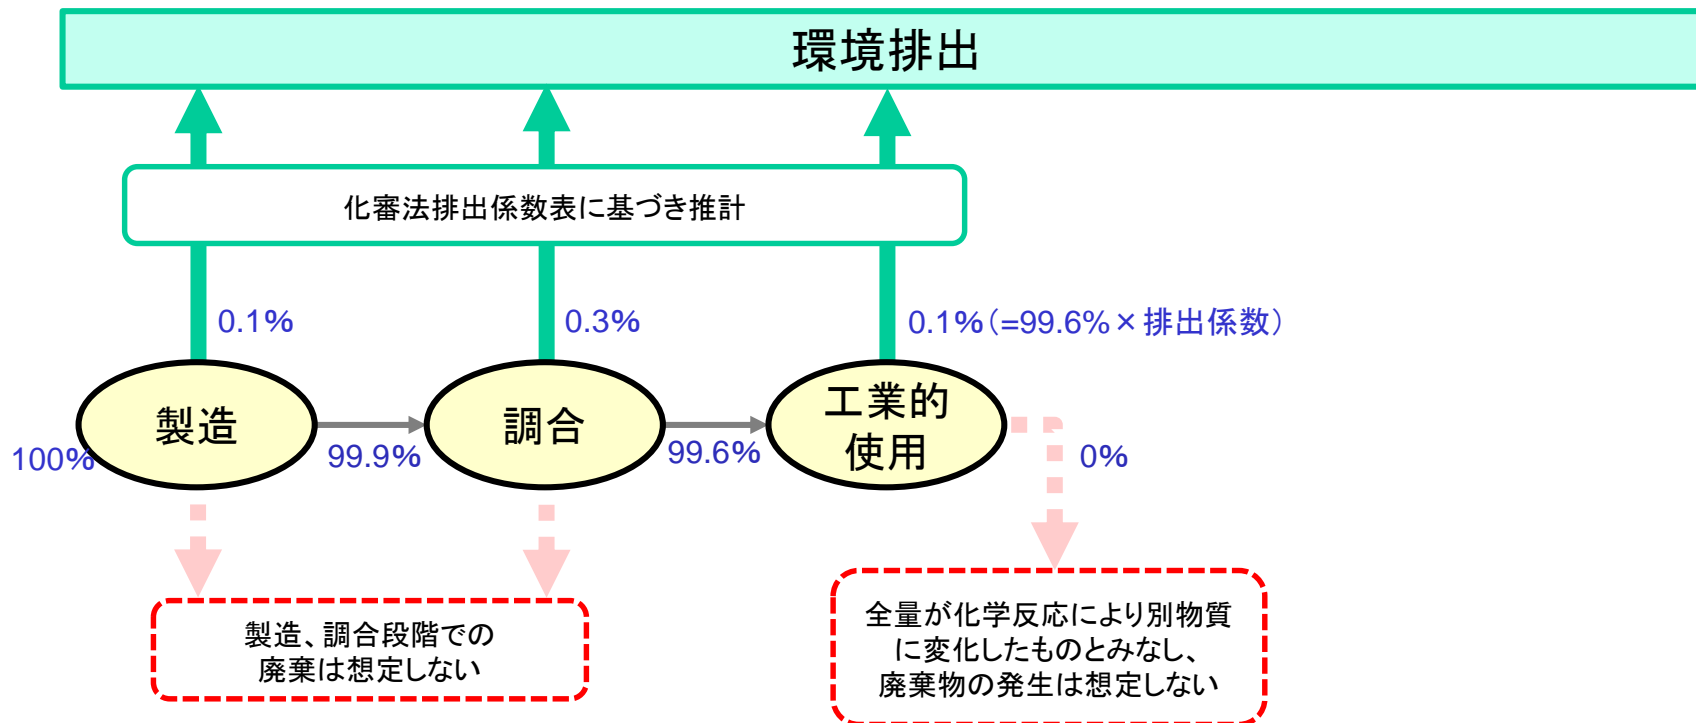 環境排出
化審法排出係数表に基づき推計
0.1%
0.3%
0.1%(=99.6%×排出係数)
製造
調合
工業的
使用
100%
99.9%
99.6%
0%
製造、調合段階での
廃棄は想定しない
全量が化学反応により別物質
に変化したものとみなし、
廃棄物の発生は想定しない